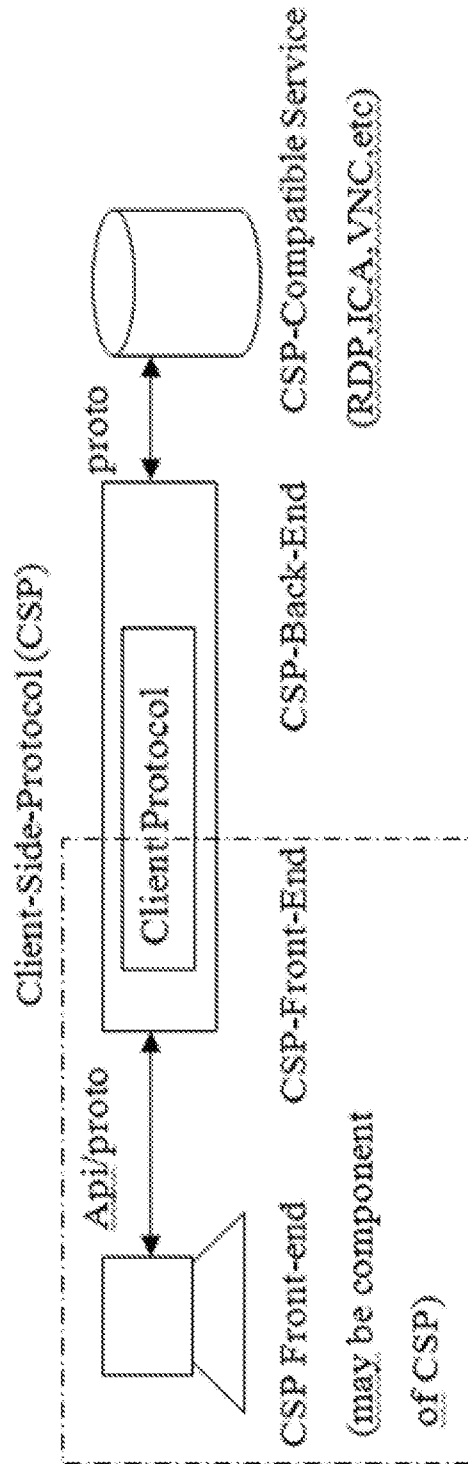 Client-Side-Protocol (CSP)
Api/proto
proto
Client Protocol
CSP Front-end
(may be component
of CSP)
CSP-Front-End
CSP-Back-End
CSP-Compatible Service
(RDP,ICA,VNC,etc)